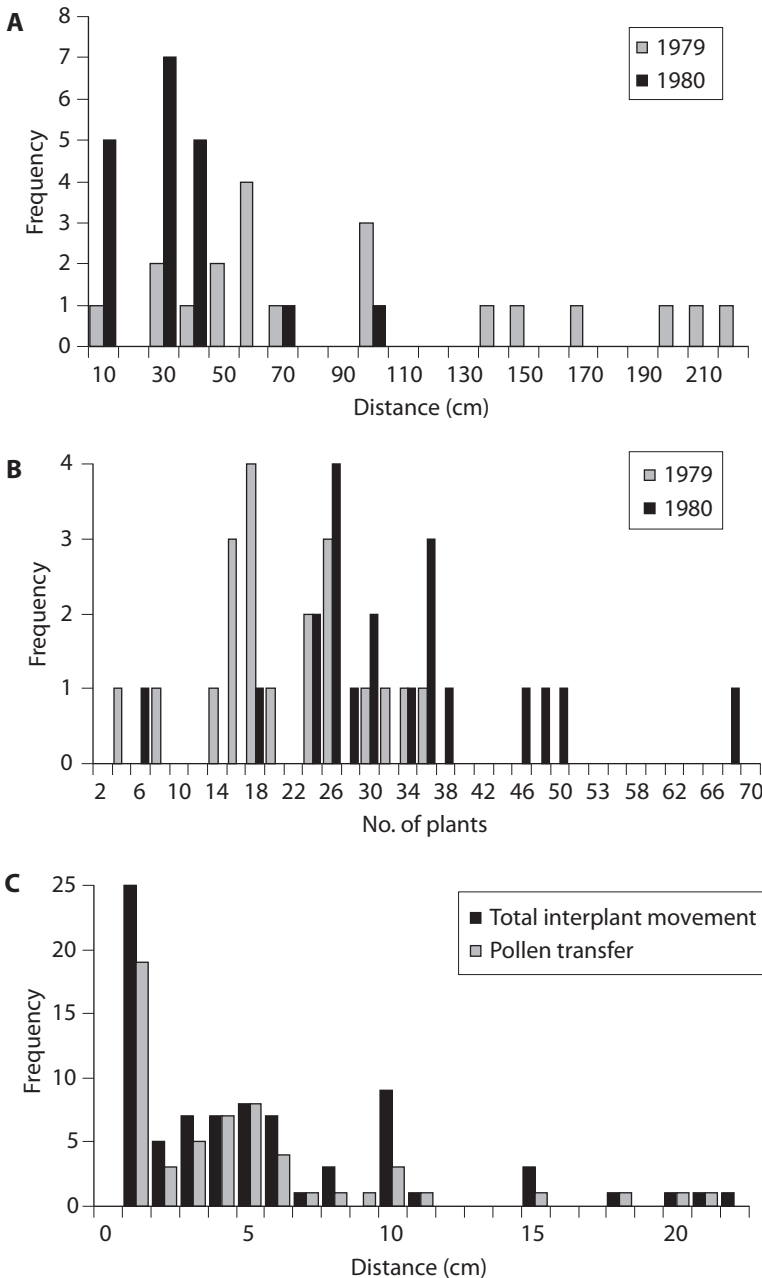 A
8
7
6
5
4
3
2
1
0
Frequency
1979
1980
10 30 50 70 90 110 130 150 170 190 210
Distance (cm)
B
4
3
2
1
0
Frequency
1979
1980
2 6 10 14 18 22 26 30 34 38 42 46 50 53 58 62 66 70
No. of plants
C
25
20
15
10
5
0
Frequency
Total interplant movement
Pollen transfer
0 5 10 15 20
Distance (cm)